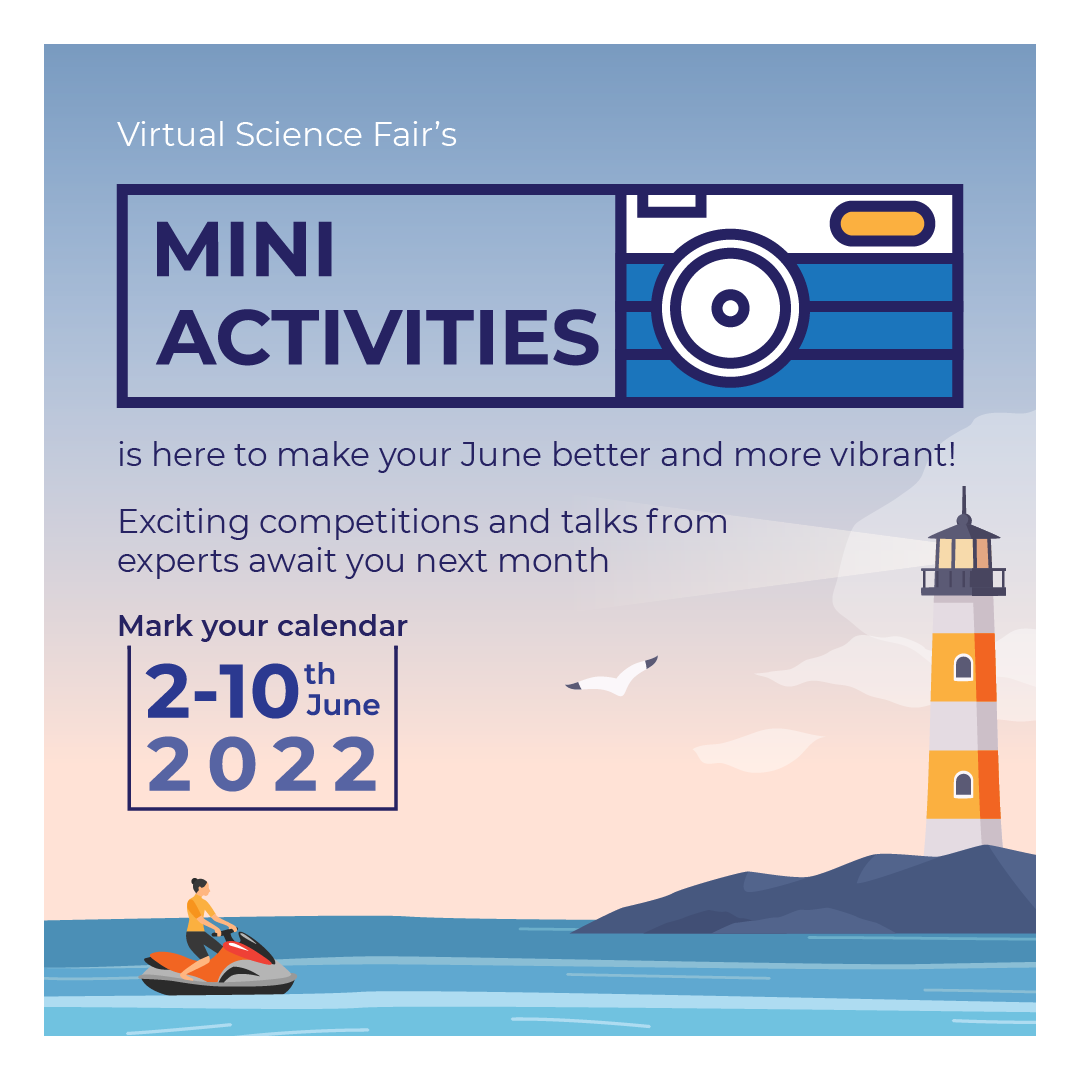 Virtual Science Fair’s
MINI
ACTIVITIES
is here to make your June better and more vibrant!
Exciting competitions and talks from
experts await you next month
Mark your calendar
2-10th June
2022